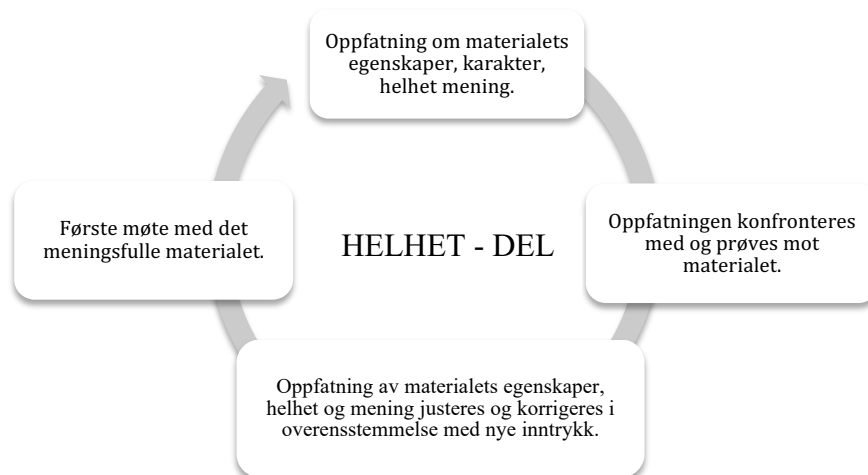 Oppfatning om materialets
egenskaper, karakter,
helhet mening.
Første møte med det
meningsfulle materialet.
HELHET - DEL
Oppfatningen konfronteres
med og prøves mot
materialet.
Oppfatning av materialets egenskaper,
helhet og mening justeres og korrigeres i
overensstemmelse med nye inntrykk.